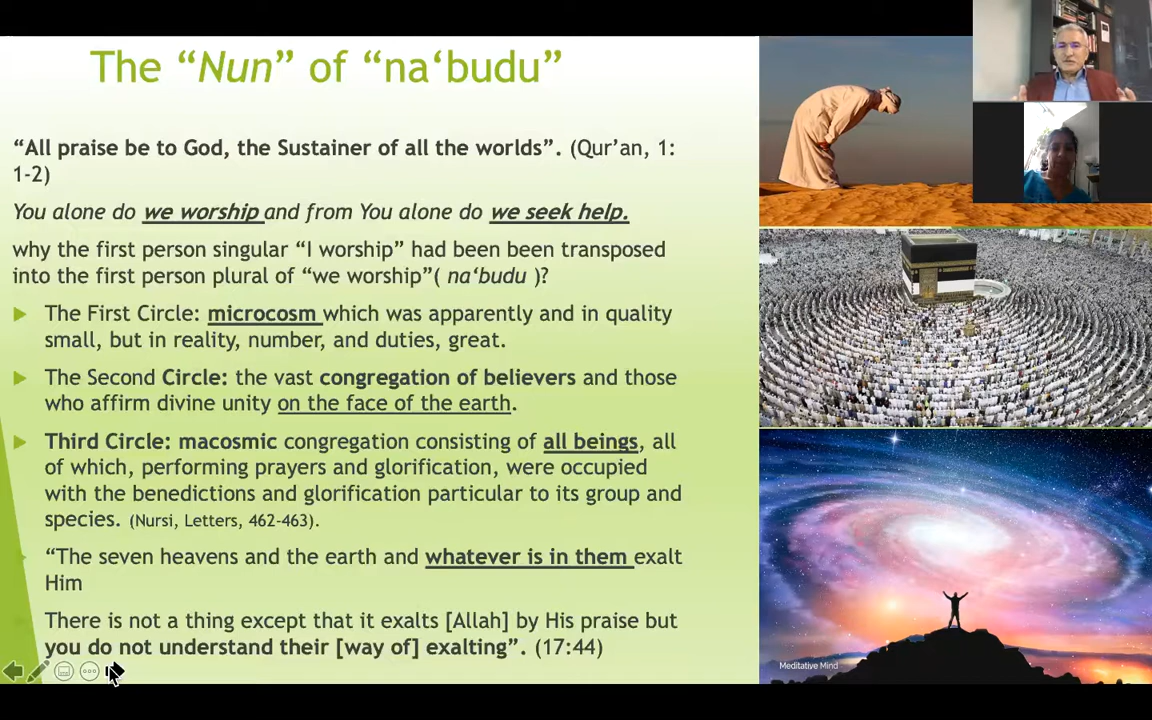 The “Nun” of “na‘budu”
“All praise be to God, the Sustainer of all the worlds”. (Qur’an, 1:
1-2)
You alone do we worship and from You alone do we seek help.
why the first person singular “I worship” had been been transposed
into the first person plural of “we worship”( na‘budu )?
The First Circle: microcosm which was apparently and in quality
small, but in reality, number, and duties, great.
The Second Circle: the vast congregation of believers and those
who affirm divine unity on the face of the earth.
Third Circle: macosmic congregation consisting of all beings, all
of which, performing prayers and glorification, were occupied
with the benedictions and glorification particular to its group and
species. (Nursi, Letters, 462-463).
“The seven heavens and the earth and whatever is in them exalt
Him
There is not a thing except that it exalts [Allah] by His praise but
you do not understand their [way of] exalting”. (17:44)
Meditative Mind